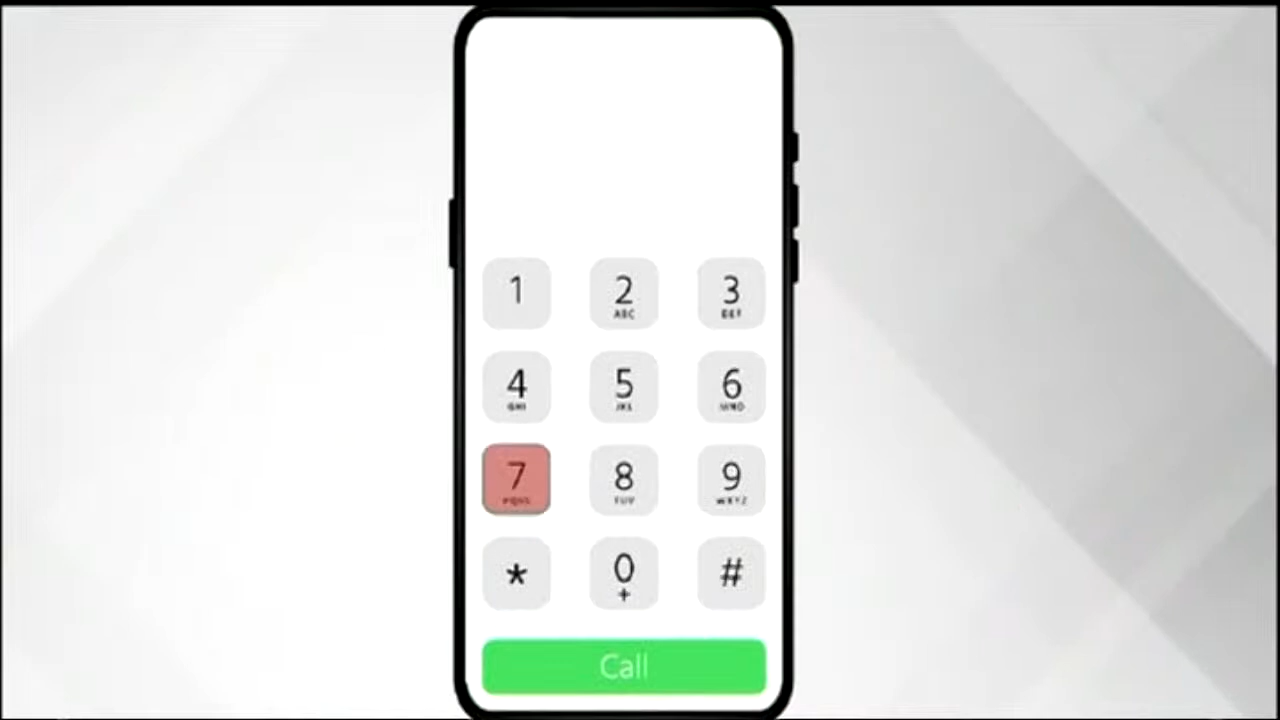 1 2 3
ABC DEF
4 5 6
GHI JKL MNO
7 8 9
PQRS TUV WXYZ
* 0 #
+
Call